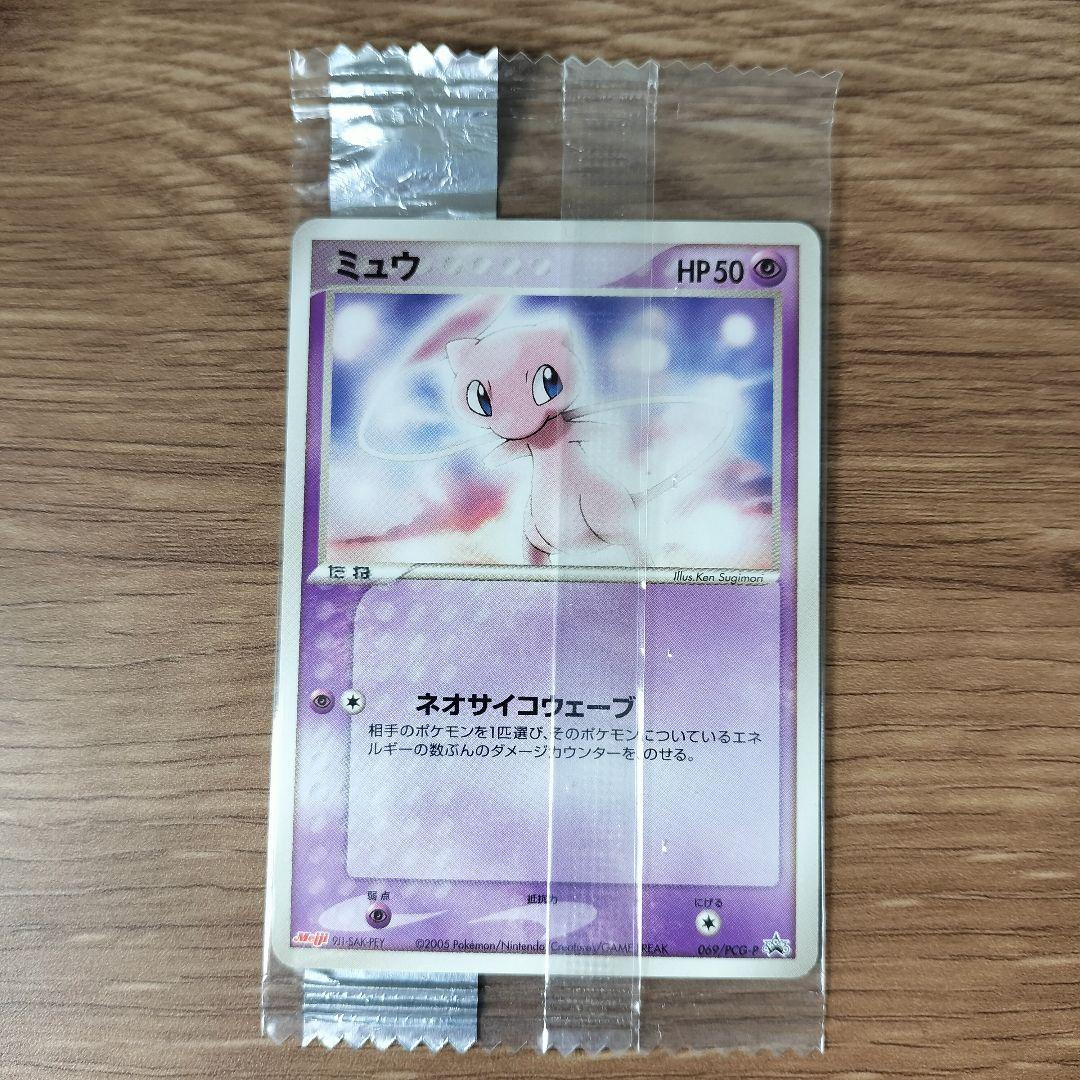 ミュウ
HP50
たね
Illus.Ken Sugimori
ネオサイコウェーブ
相手のポケモンを1匹選び、そのポケモンについているエネ
ルギーの数ぶんのダメージカウンターを、のせる。
弱点
抵抗力
にげる
Meiji 9J1-SAK-PEY
©2005 Pokémon/Nintendo/Creatures/GAME FREAK
069/PCG-P